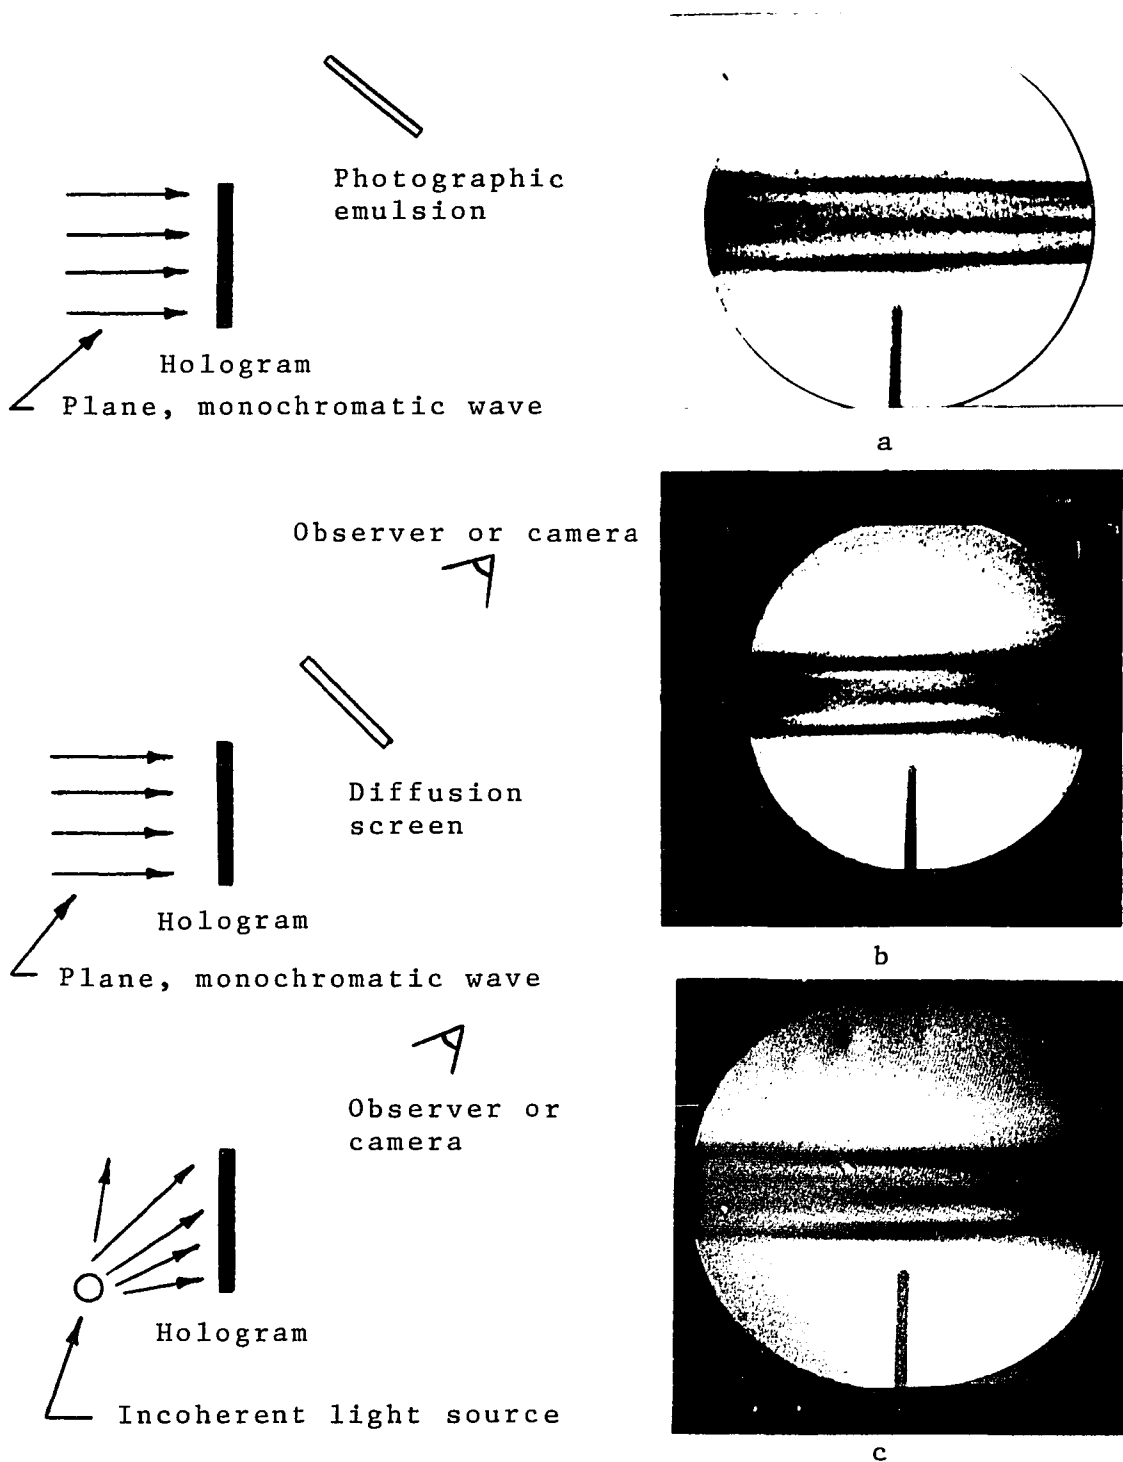 Photographic
emulsion
Hologram
Plane, monochromatic wave
a
Observer or camera
Diffusion
screen
Hologram
Plane, monochromatic wave
b
Observer or
camera
Hologram
Incoherent light source
c